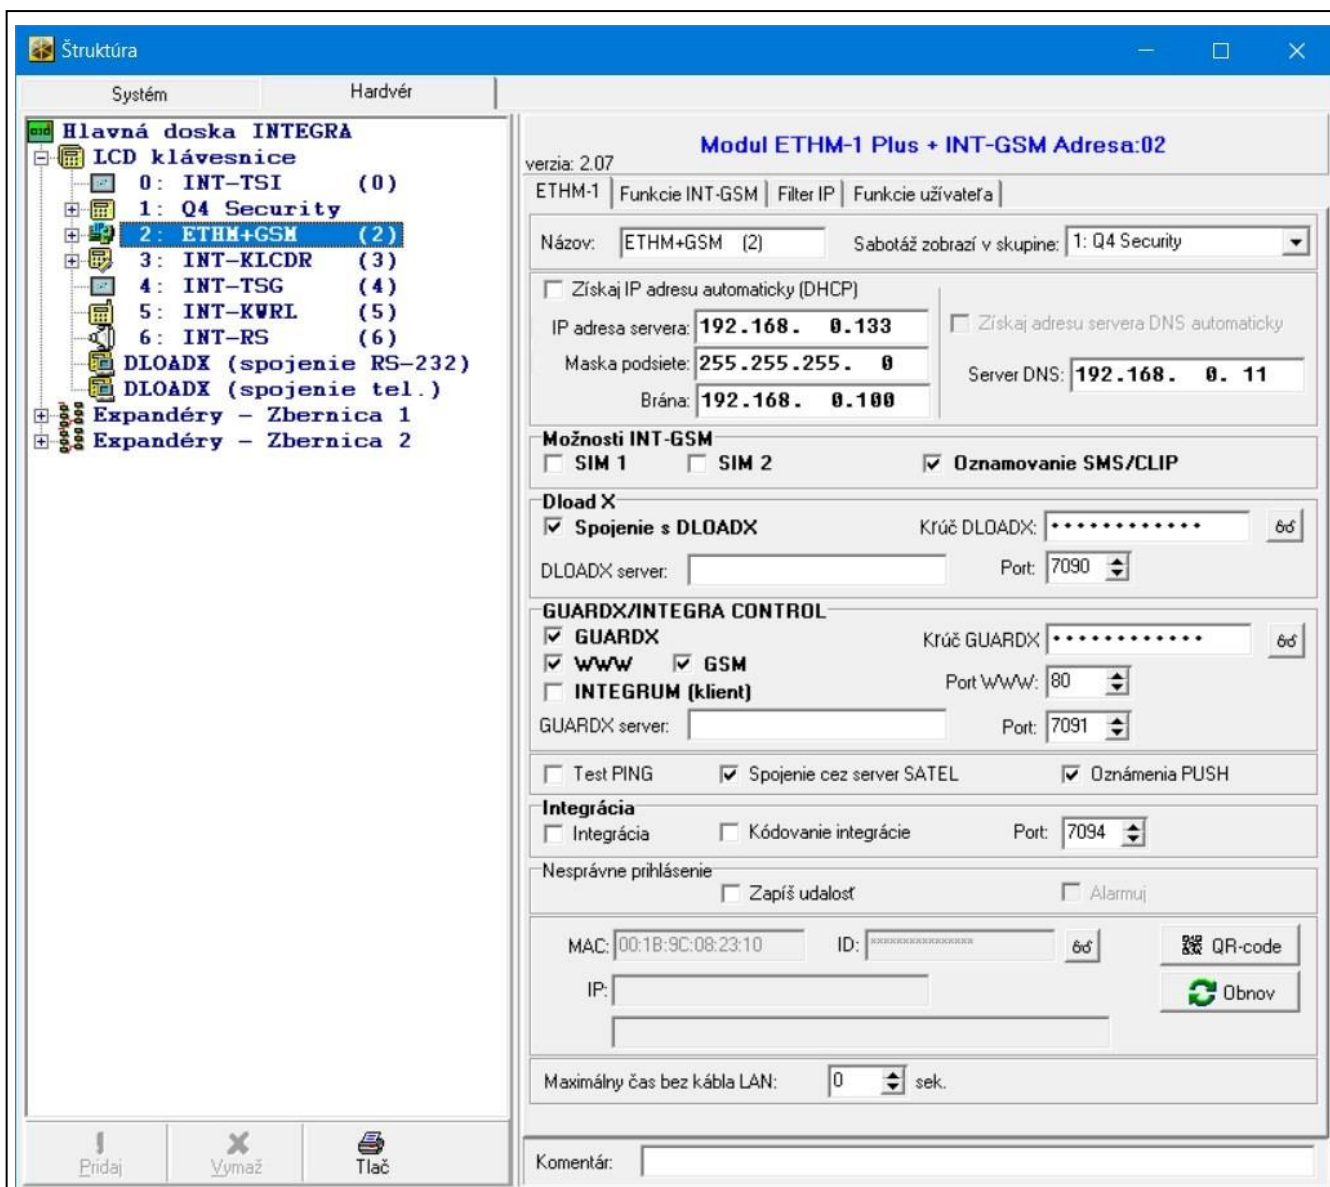 Štruktúra
Systém Hardvér
Hlavná doska INTEGRA
LCD klávesnice
0: INT-TSI (0)
1: Q4 Security
2: ETHM+GSM (2)
3: INT-KLCDR (3)
4: INT-TSG (4)
5: INT-KWRL (5)
6: INT-RS (6)
DLOADX (spojenie RS-232)
DLOADX (spojenie tel.)
Expandéry - Zbernica 1
Expandéry - Zbernica 2
Pridaj Vymaž Tlač
Modul ETHM-1 Plus + INT-GSM Adresa:02
verzia: 2.07
ETHM-1 Funkcie INT-GSM Filter IP Funkcie užívateľa
Názov: ETHM+GSM (2) Sabotáž zobrazí v skupine: 1: Q4 Security
Získaj IP adresu automaticky (DHCP)
IP adresa servera: 192.168. 0.133 Získaj adresu servera DNS automaticky
Maska podsiete: 255.255.255. 0 Server DNS: 192.168. 0. 11
Brána: 192.168. 0.100
Možnosti INT-GSM
SIM 1 SIM 2 Oznamovanie SMS/CLIP
Dload X
Spojenie s DLOADX Kľúč DLOADX: ••••••••••••
DLOADX server: Port: 7090
GUARDX/INTEGRA CONTROL
GUARDX Kľúč GUARDX ••••••••••••
WWW GSM Port WWW: 80
INTEGRUM (klient)
GUARDX server: Port: 7091
Test PING Spojenie cez server SATEL Oznámenia PUSH
Integrácia
Integrácia Kódovanie integrácie Port: 7094
Nesprávne prihlásenie
Zapíš udalosť Alarmuj
MAC: 00:1B:9C:08:23:10 ID: **************** QR-code
IP: Obnov
Maximálny čas bez kábla LAN: 0 sek.
Komentár: